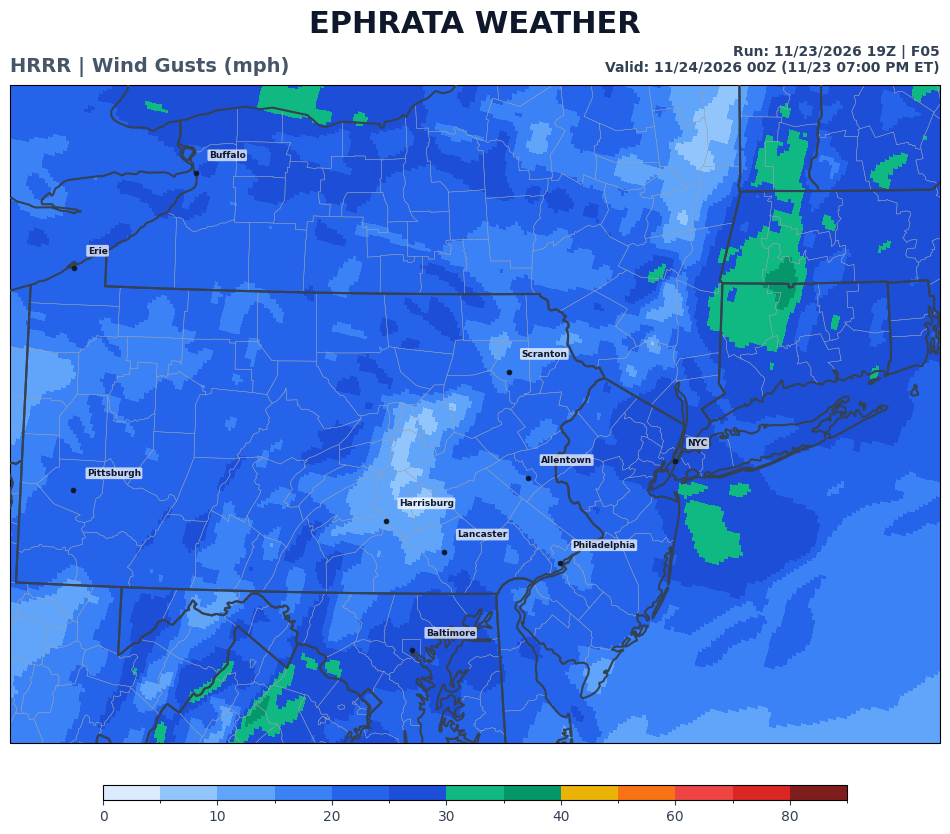 EPHRATA WEATHER
HRRR | Wind Gusts (mph)
Run: 11/23/2026 19Z | F05
Valid: 11/24/2026 00Z (11/23 07:00 PM ET)
Buffalo
Erie
Scranton
NYC
Allentown
Pittsburgh
Harrisburg
Lancaster
Philadelphia
Baltimore
0 10 20 30 40 60 80